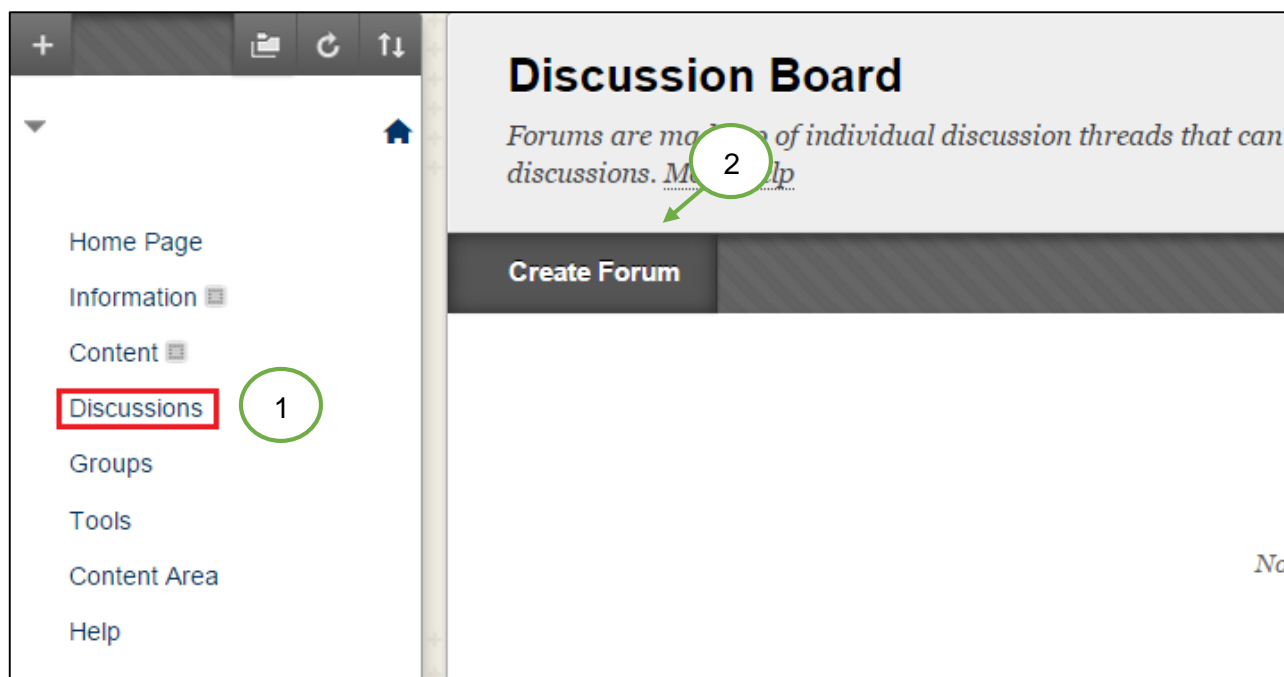 Discussion Board
Forums are of individual discussion threads that can
discussions.
2
Create Forum
Home Page
Information
Content
Discussions
1
Groups
Tools
Content Area
Help